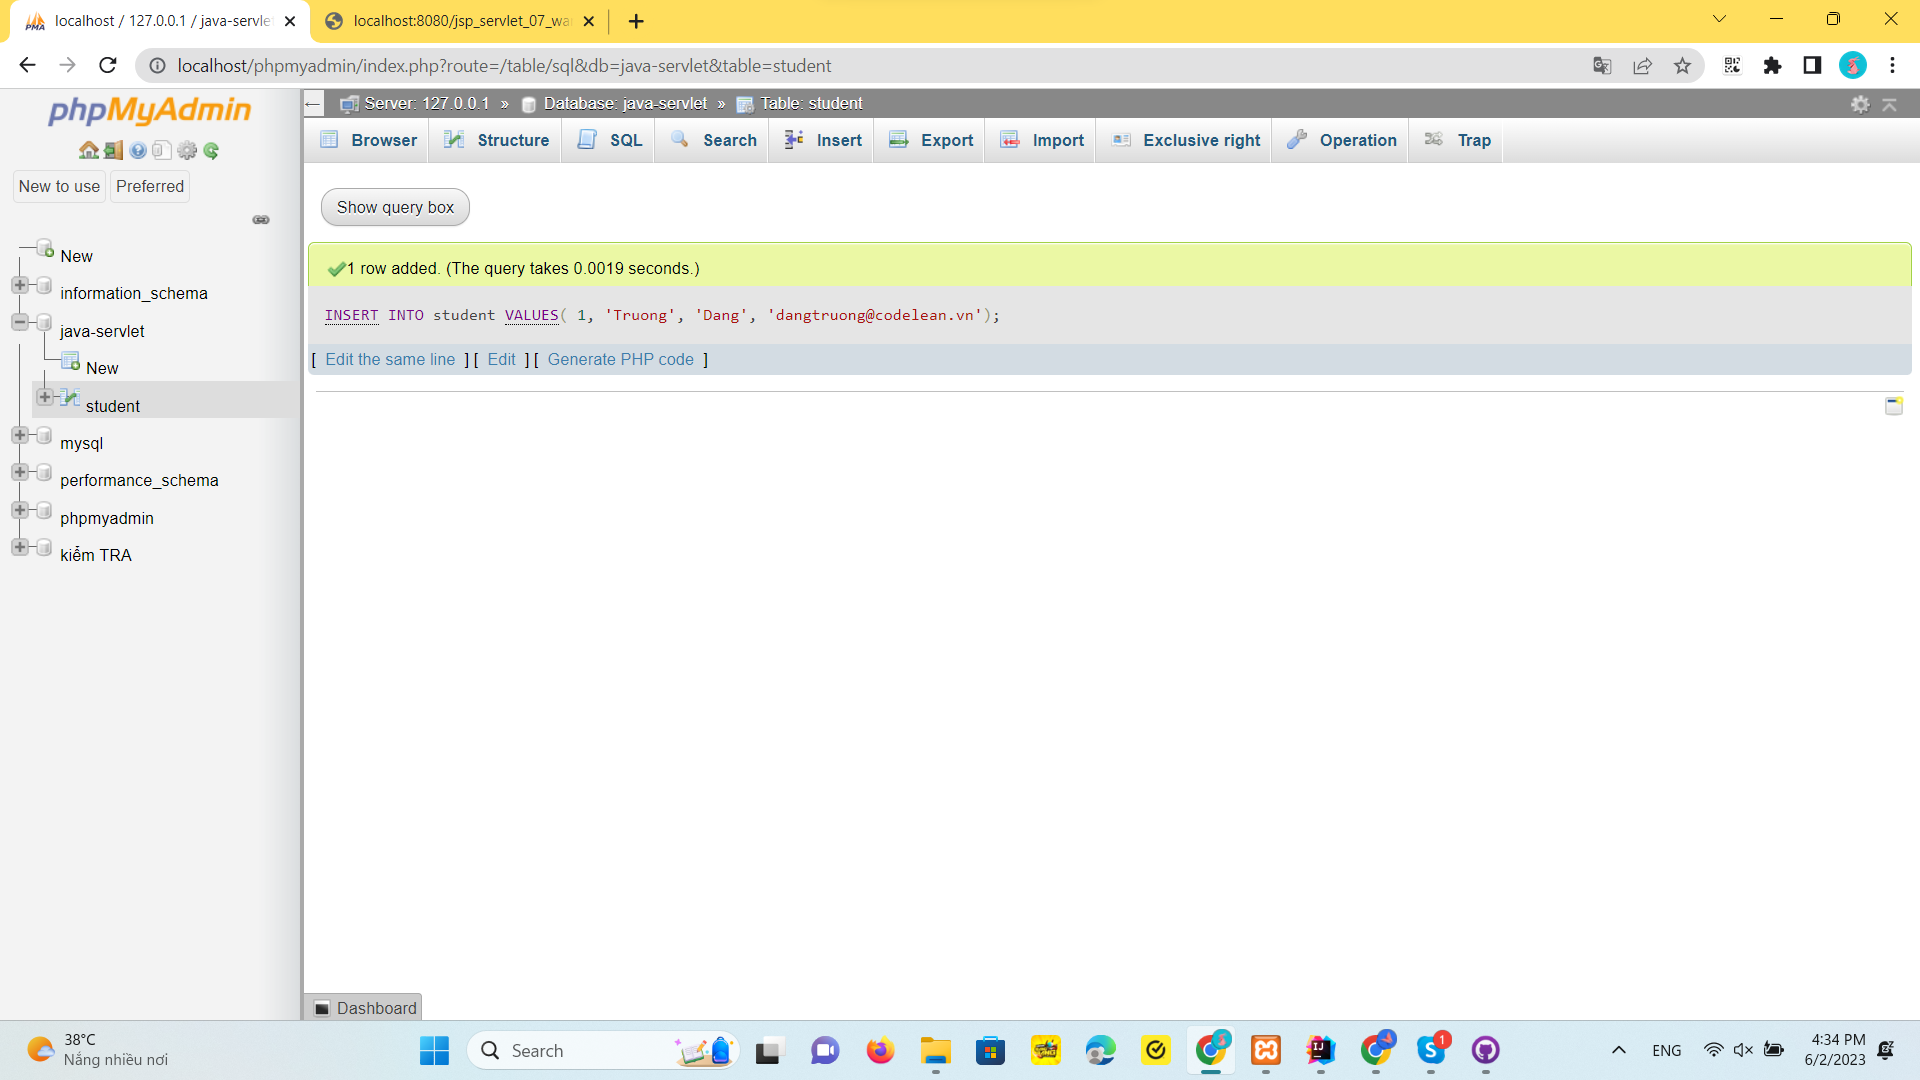 localhost / 127.0.0.1 / java-servle
localhost:8080/jsp_servlet_07_wa
localhost/phpmyadmin/index.php?route=/table/sql&db=java-servlet&table=student
phpMyAdmin
New to use
Preferred
New
information_schema
java-servlet
New
student
mysql
performance_schema
phpmyadmin
kiểm TRA
Server: 127.0.0.1 » Database: java-servlet » Table: student
Browser
Structure
SQL
Search
Insert
Export
Import
Exclusive right
Operation
Trap
Show query box
1 row added. (The query takes 0.0019 seconds.)
INSERT INTO student VALUES( 1, 'Truong', 'Dang', 'dangtruong@codelean.vn');
[ Edit the same line ] [ Edit ] [ Generate PHP code ]
Dashboard
38°C
Nắng nhiều nơi
Search
1
ENG
4:34 PM
6/2/2023